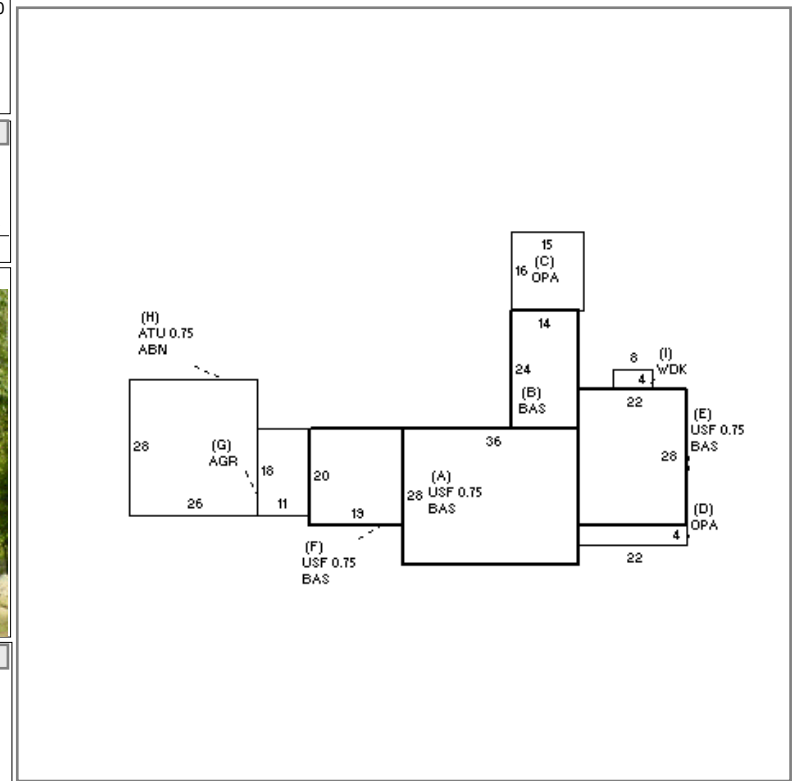 15
16
(C)
OPA
(H)
ATU 0.75
ABN
14
24
(B)
BAS
8
4
(I)
WDK
22
(E)
USF 0.75
BAS
28
28
(G)
AGR
18
26
11
20
19
36
28
(A)
USF 0.75
BAS
(F)
USF 0.75
BAS
(D)
OPA
4
22